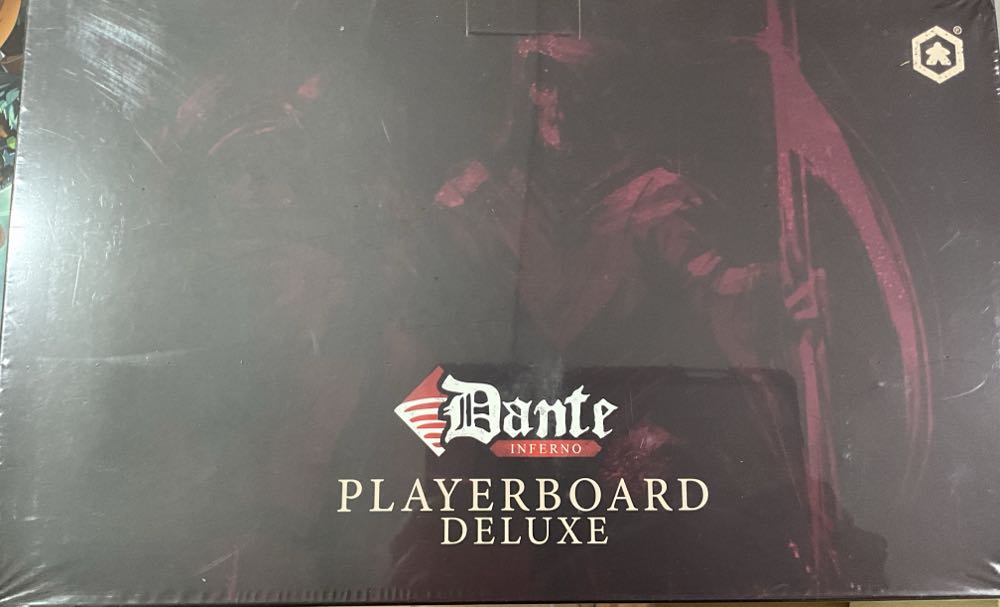 ®
Dante
INFERNO
PLAYERBOARD
DELUXE